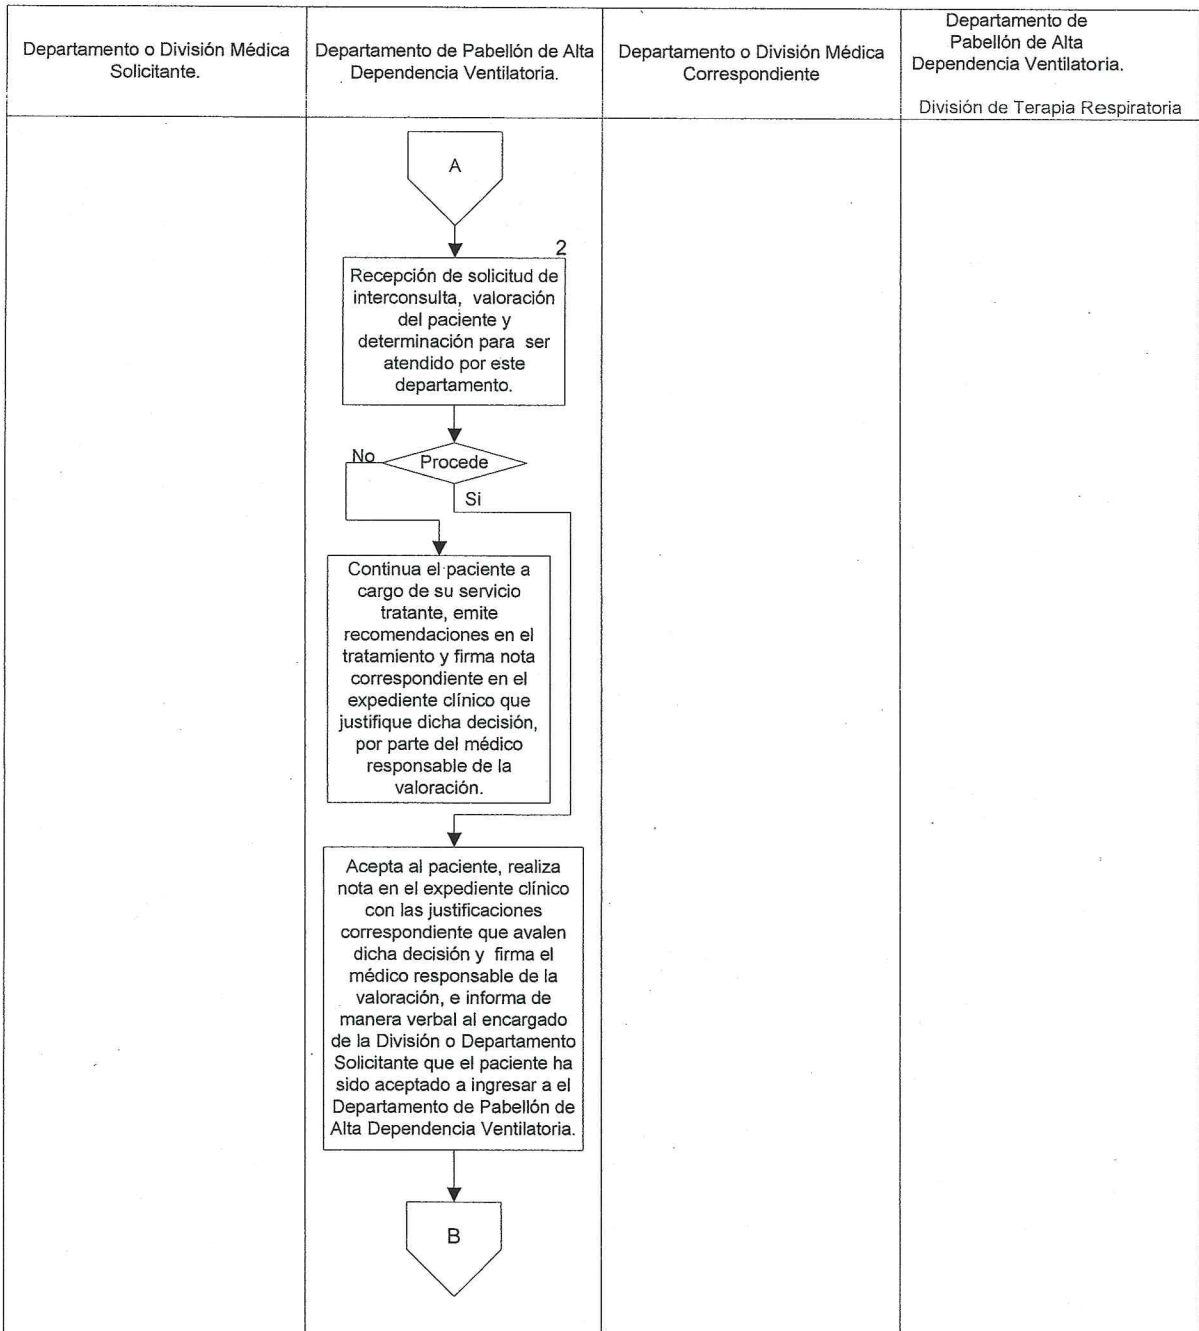 Departamento o División Médica
Solicitante.
Departamento de Pabellón de Alta
Dependencia Ventilatoria.
Departamento o División Médica
Correspondiente
Departamento de
Pabellón de Alta
Dependencia Ventilatoria.
División de Terapia Respiratoria
A
2
Recepción de solicitud de
interconsulta, valoración
del paciente y
determinación para ser
atendido por este
departamento.
Procede
No
Si
Continua el paciente a
cargo de su servicio
tratante, emite
recomendaciones en el
tratamiento y firma nota
correspondiente en el
expediente clínico que
justifique dicha decisión,
por parte del médico
responsable de la
valoración.
Acepta al paciente, realiza
nota en el expediente clínico
con las justificaciones
correspondiente que avalen
dicha decisión y firma el
médico responsable de la
valoración, e informa de
manera verbal al encargado
de la División o Departamento
Solicitante que el paciente ha
sido aceptado a ingresar a el
Departamento de Pabellón de
Alta Dependencia Ventilatoria.
B